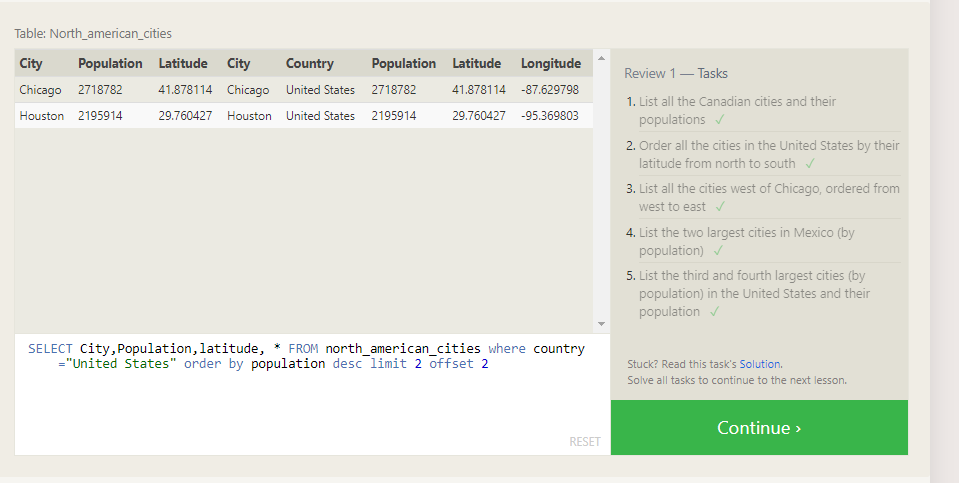 Table: North_american_cities
City Population Latitude City Country Population Latitude Longitude
Chicago 2718782 41.878114 Chicago United States 2718782 41.878114 -87.629798
Houston 2195914 29.760427 Houston United States 2195914 29.760427 -95.369803
SELECT City,Population,latitude, * FROM north_american_cities where country
="United States" order by population desc limit 2 offset 2
RESET
Review 1 — Tasks
1. List all the Canadian cities and their
populations ✓
2. Order all the cities in the United States by their
latitude from north to south ✓
3. List all the cities west of Chicago, ordered from
west to east ✓
4. List the two largest cities in Mexico (by
population) ✓
5. List the third and fourth largest cities (by
population) in the United States and their
population ✓
Stuck? Read this task's Solution.
Solve all tasks to continue to the next lesson.
Continue ›